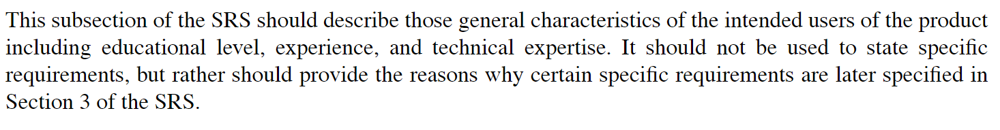 This subsection of the SRS should describe those general characteristics of the intended users of the product
including educational level, experience, and technical expertise. It should not be used to state specific
requirements, but rather should provide the reasons why certain specific requirements are later specified in
Section 3 of the SRS.